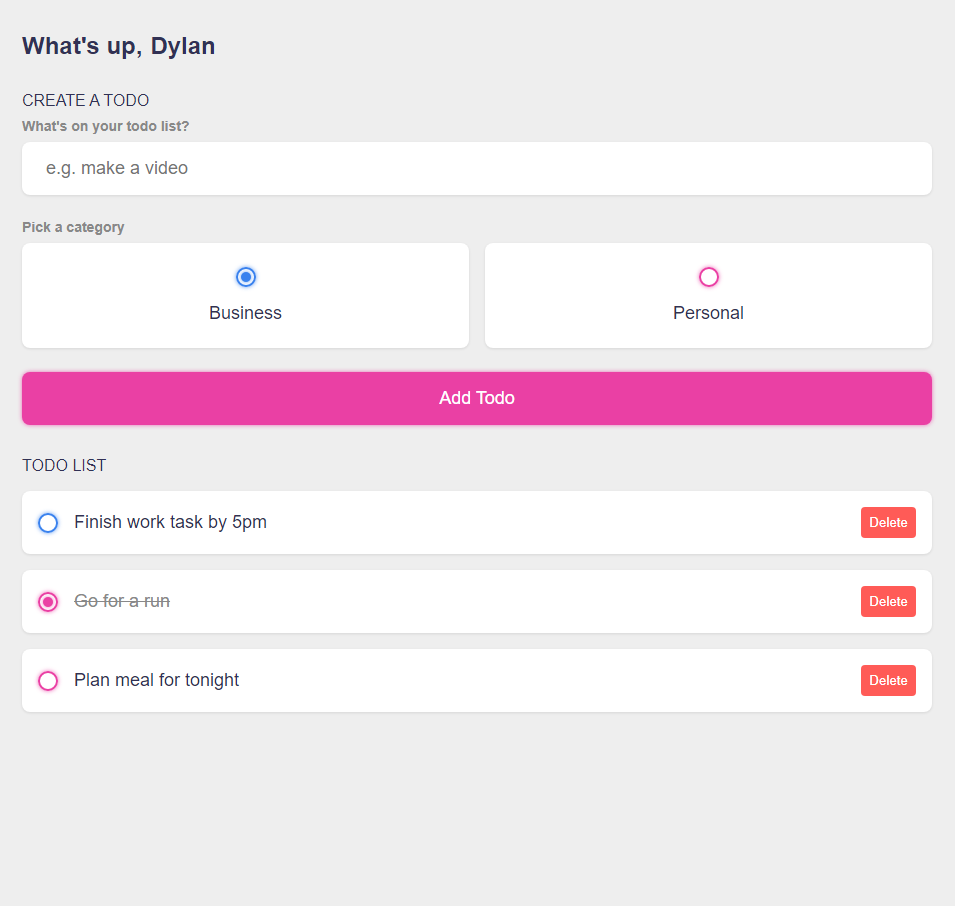 What's up, Dylan
CREATE A TODO
What's on your todo list?
e.g. make a video
Pick a category
Business
Personal
Add Todo
TODO LIST
Finish work task by 5pm
Delete
Go for a run
Delete
Plan meal for tonight
Delete